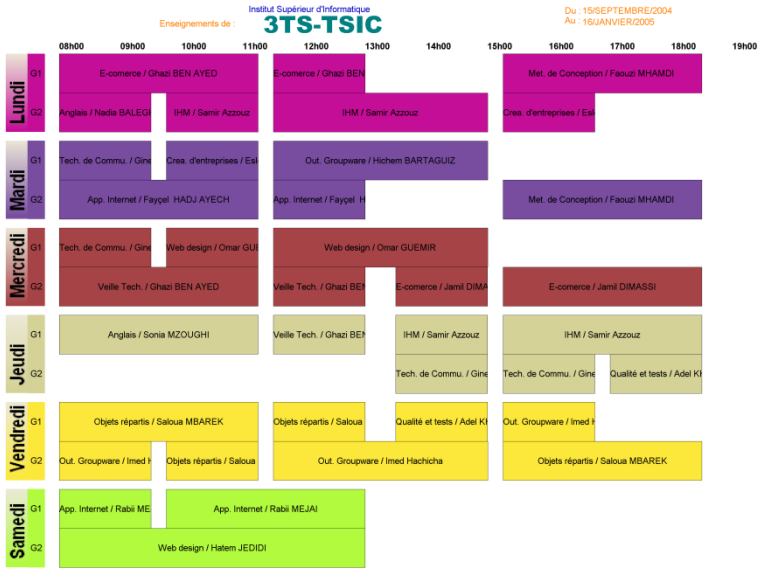 Institut Supérieur d'Informatique
Enseignements de : 3TS-TSIC
Du : 15/SEPTEMBRE/2004
Au : 16/JANVIER/2005
08h00 09h00 10h00 11h00 12h00 13h00 14h00 15h00 16h00 17h00 18h00 19h00
Lundi
G1 E-comerce / Ghazi BEN AYED E-comerce / Ghazi BEN Met. de Conception / Faouzi MHAMDI
G2 Anglais / Nadia BALEG IHM / Samir Azzouz IHM / Samir Azzouz Crea. d'entreprises / Es
Mardi
G1 Tech. de Commu. / Gine Crea. d'entreprises / Es Out. Groupware / Hichem BARTAGUIZ
G2 App. Internet / Fayçel HADJ AYECH App. Internet / Fayçel H Met. de Conception / Faouzi MHAMDI
Mercredi
G1 Tech. de Commu. / Gine Web design / Omar GUE Web design / Omar GUEMIR
G2 Veille Tech. / Ghazi BEN AYED Veille Tech. / Ghazi BEN E-comerce / Jamil DIMA E-comerce / Jamil DIMASSI
Jeudi
G1 Anglais / Sonia MZOUGHI Veille Tech. / Ghazi BEN IHM / Samir Azzouz IHM / Samir Azzouz
G2 Tech. de Commu. / Gine Tech. de Commu. / Gine Qualité et tests / Adel KH
Vendredi
G1 Objets répartis / Saloua MBAREK Objets répartis / Saloua Qualité et tests / Adel KH Out. Groupware / Imed H
G2 Out. Groupware / Imed H Objets répartis / Saloua Out. Groupware / Imed Hachicha Objets répartis / Saloua MBAREK
Samedi
G1 App. Internet / Rabii ME App. Internet / Rabii MEJAI
G2 Web design / Hatem JEDIDI